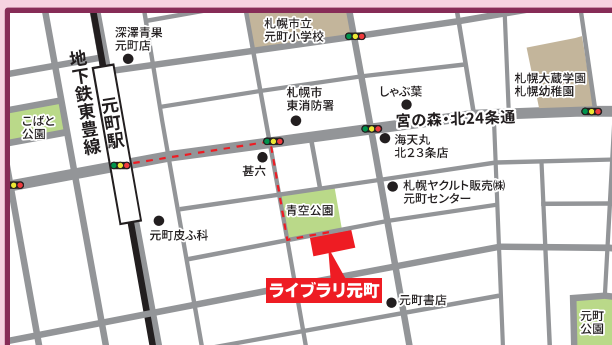 深澤青果
元町店
札幌市立
元町小学校
地下鉄東豊線
元町駅
こばと
公園
札幌市
東消防署
しゃぶ葉
宮の森・北24条通
札幌大蔵学園
札幌幼稚園
海天丸
北23条店
甚六
札幌ヤクルト販売㈱
元町センター
青空公園
元町皮ふ科
ライブラリ元町
元町書店
元町
公園